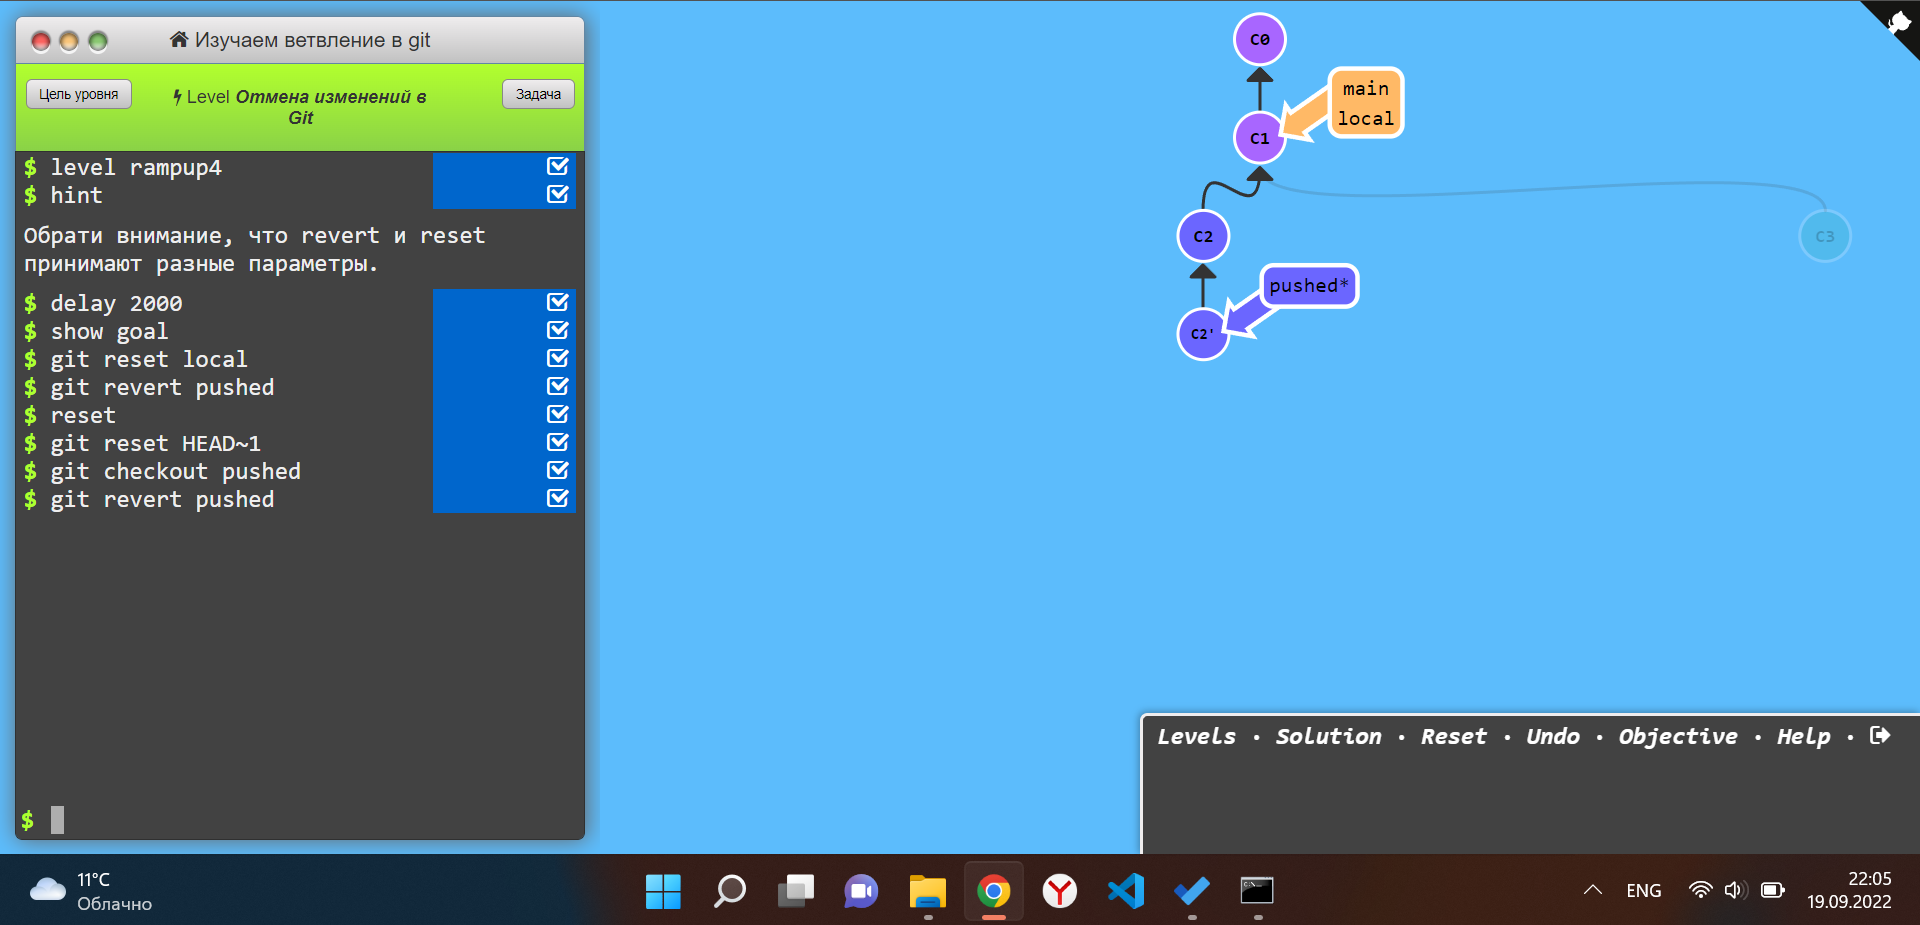 Изучаем ветвление в git
Цель уровня
Level Отмена изменений в
Git
Задача
$ level rampup4
$ hint
Обрати внимание, что revert и reset
принимают разные параметры.
$ delay 2000
$ show goal
$ git reset local
$ git revert pushed
$ reset
$ git reset HEAD~1
$ git checkout pushed
$ git revert pushed
$
C0
main
local
C1
C2
C3
pushed*
C2'
Levels · Solution · Reset · Undo · Objective · Help ·
11°C
Облачно
ENG
22:05
19.09.2022